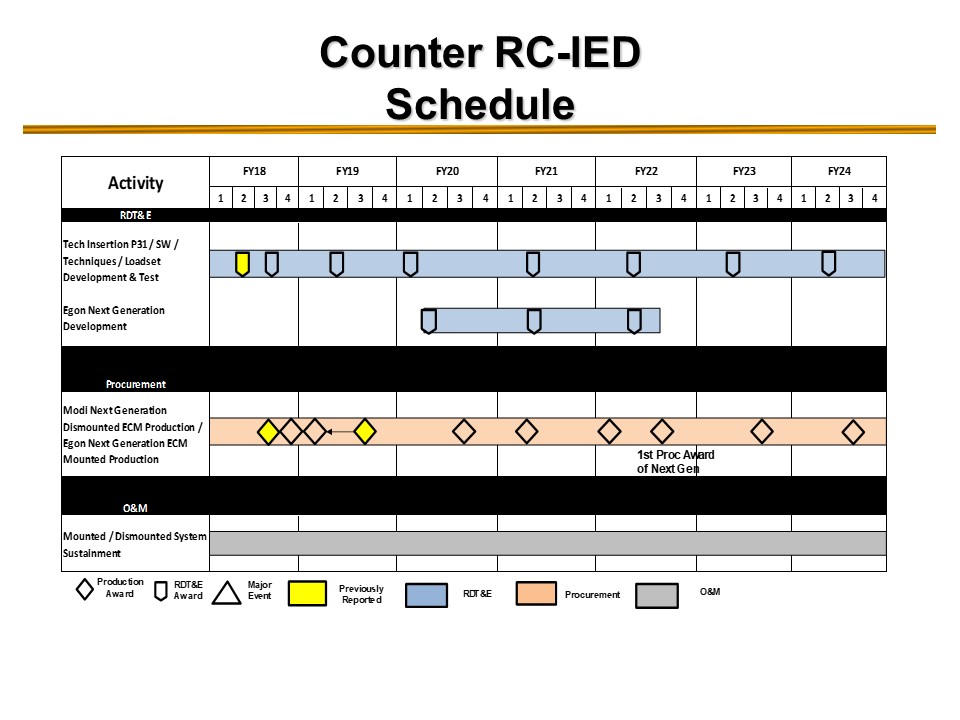 Counter RC-IED
Schedule
Activity
FY18 FY19 FY20 FY21 FY22 FY23 FY24
1 2 3 4 1 2 3 4 1 2 3 4 1 2 3 4 1 2 3 4 1 2 3 4 1 2 3 4
RDT&E
Tech Insertion P31 / SW /
Techniques / Loadset
Development & Test
Egon Next Generation
Development
Procurement
Modi Next Generation
Dismounted ECM Production /
Egon Next Generation ECM
Mounted Production
1st Proc Award
of Next Gen
O&M
Mounted / Dismounted System
Sustainment
Production
Award
RDT&E
Award
Major
Event
Previously
Reported
RDT&E
Procurement
O&M